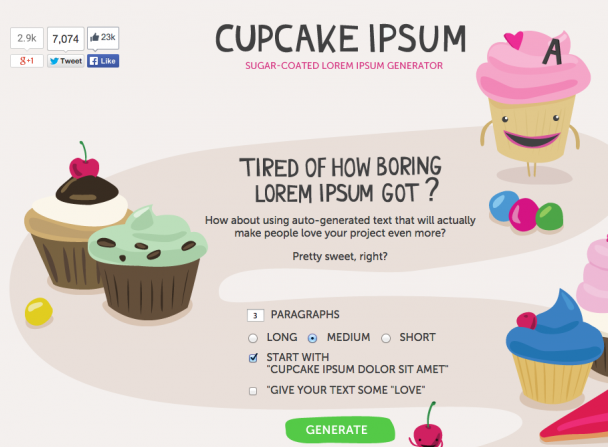 2.9k 7,074 23k
g+1 Tweet Like
CUPCAKE IPSUM
SUGAR-COATED LOREM IPSUM GENERATOR
A
TIRED OF HOW BORING
LOREM IPSUM GOT ?
How about using auto-generated text that will actually
make people love your project even more?
Pretty sweet, right?
3 PARAGRAPHS
LONG MEDIUM SHORT
START WITH
"CUPCAKE IPSUM DOLOR SIT AMET"
"GIVE YOUR TEXT SOME "LOVE"
GENERATE